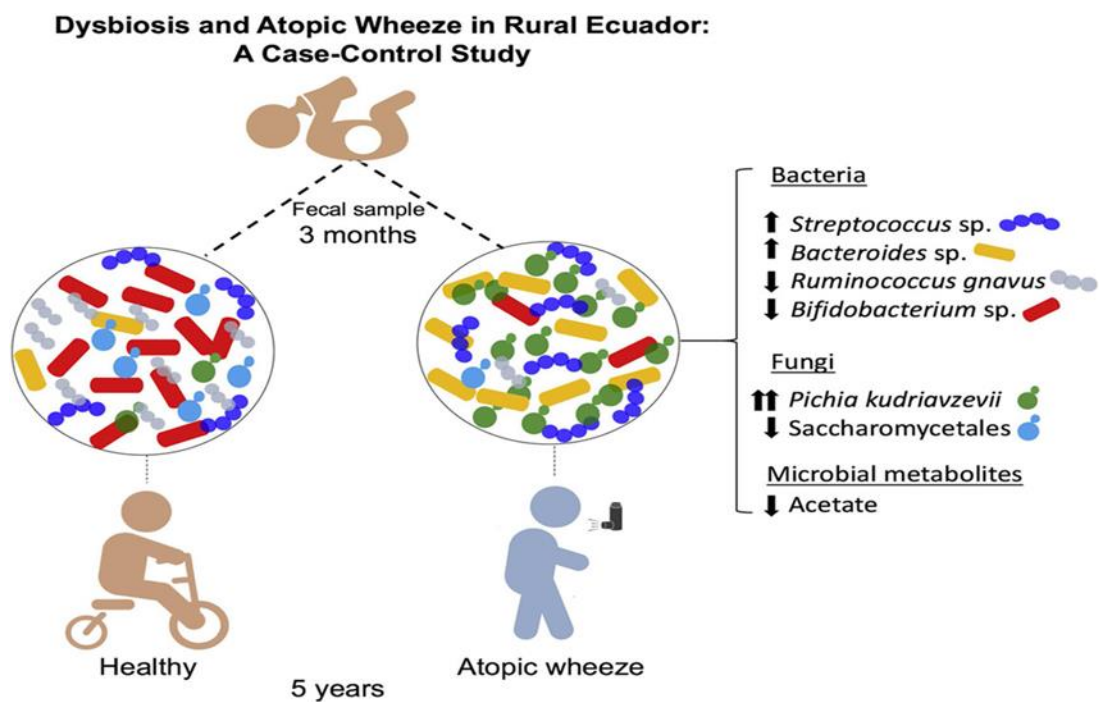 Dysbiosis and Atopic Wheeze in Rural Ecuador:
A Case-Control Study
Fecal sample
3 months
Bacteria
Streptococcus sp.
Bacteroides sp.
Ruminococcus gnavus
Bifidobacterium sp.
Fungi
Pichia kudriavzevii
Saccharomycetales
Microbial metabolites
Acetate
Healthy
Atopic wheeze
5 years